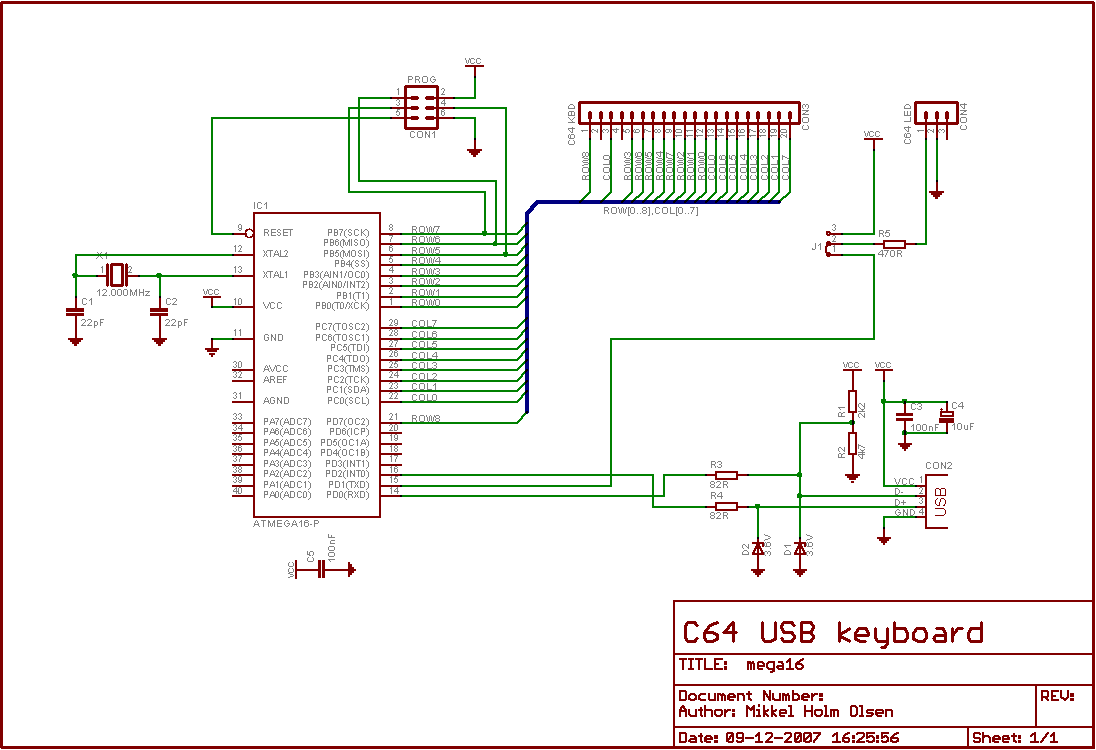 VCC
PROG
1 2
3 4
5 6
CON1
C64 KBD
CON3
1 2 3 4 5 6 7 8 9 10 11 12 13 14 15 16 17 18 19 20
ROW8 COL0 ROW3 ROW6 ROW5 ROW4 ROW7 ROW2 ROW1 ROW0 COL0 COL6 COL5 COL4 COL3 COL2 COL1 COL7
ROW[0..8],COL[0..7]
C64 LED
CON4
1 2 3
VCC
J1
3
2
1
R5
470R
IC1
9 RESET PB7(SCK) 8 ROW7
PB6(MISO) 7 ROW6
12 XTAL2 PB5(MOSI) 6 ROW5
PB4(SS) 5 ROW4
13 XTAL1 PB3(AIN1/OC0) 4 ROW3
PB2(AIN0/INT2) 3 ROW2
PB1(T1) 2 ROW1
10 VCC PB0(T0/XCK) 1 ROW0
PC7(TOSC2) 29 COL7
11 GND PC6(TOSC1) 28 COL6
PC5(TDI) 27 COL5
PC4(TDO) 26 COL4
30 AVCC PC3(TMS) 25 COL3
32 AREF PC2(TCK) 24 COL2
PC1(SDA) 23 COL1
31 AGND PC0(SCL) 22 COL0
33 PA7(ADC7) PD7(OC2) 21 ROW8
34 PA6(ADC6) PD6(ICP) 20
35 PA5(ADC5) PD5(OC1A) 19
36 PA4(ADC4) PD4(OC1B) 18
37 PA3(ADC3) PD3(INT1) 17
38 PA2(ADC2) PD2(INT0) 16
39 PA1(ADC1) PD1(TXD) 15
40 PA0(ADC0) PD0(RXD) 14
ATMEGA16-P
X1
1 2
12.000MHz
C1
22pF
C2
22pF
VCC
VCC
C5
100nF
R3
82R
R4
82R
D2
3.6V
D1
3.6V
VCC
R1
2k2
R2
4k7
VCC
C3
100nF
C4
10uF
CON2
VCC 1
D- 2
D+ 3
GND 4
USB
C64 USB keyboard
TITLE: mega16
Document Number:
REV:
Author: Mikkel Holm Olsen
Date: 09-12-2007 16:25:56
Sheet: 1/1